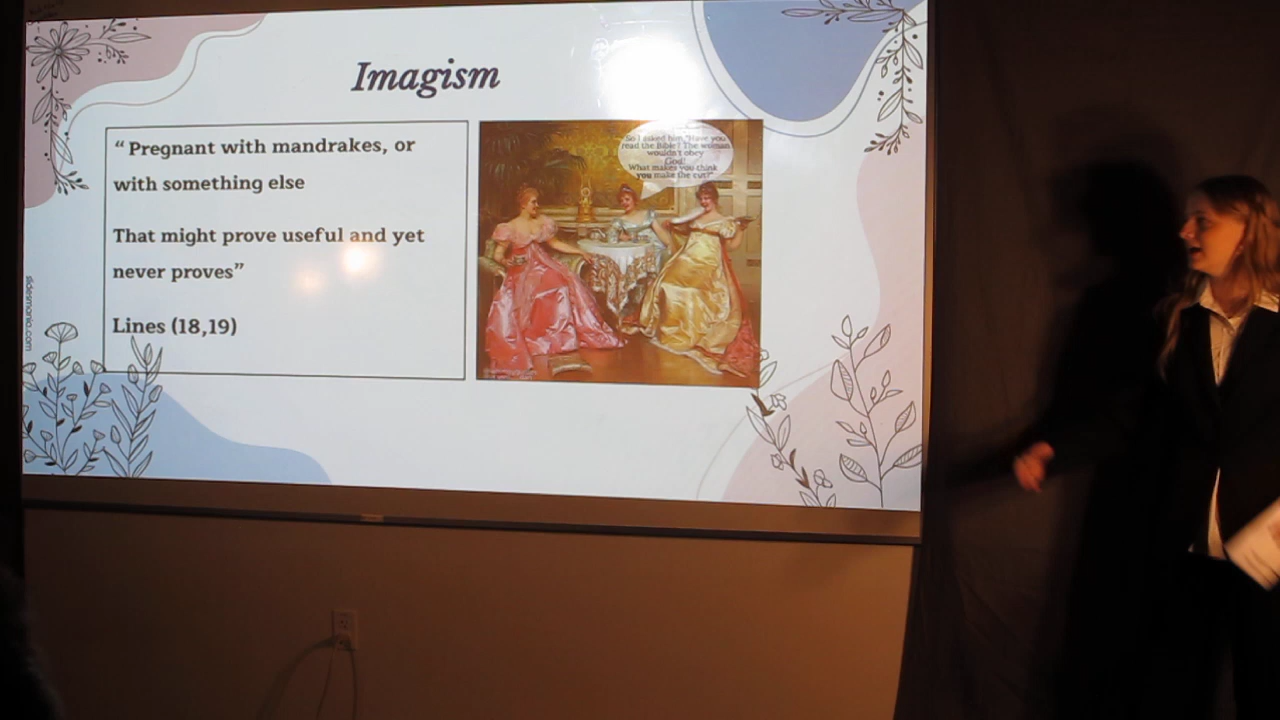 Imagism
“Pregnant with mandrakes, or
with something else
That might prove useful and yet
never proves”
Lines (18,19)
So I asked him "Have you
read the Bible? The woman
wouldn't obey
God!
What makes you think
you make the cut?"
slidesmania.com